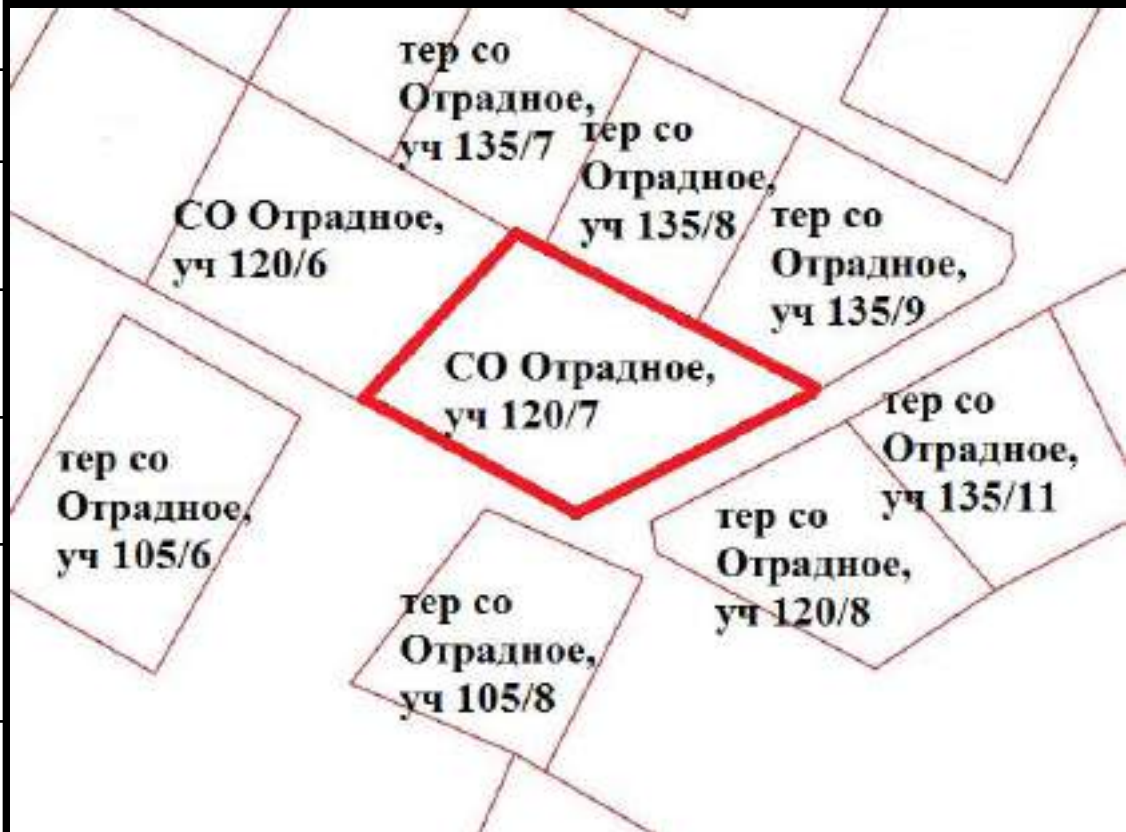 тер со
Отрадное,
уч 135/7
тер со
Отрадное,
уч 135/8
СО Отрадное,
уч 120/6
тер со
Отрадное,
уч 135/9
СО Отрадное,
уч 120/7
тер со
Отрадное,
уч 135/11
тер со
Отрадное,
уч 105/6
тер со
Отрадное,
уч 120/8
тер со
Отрадное,
уч 105/8